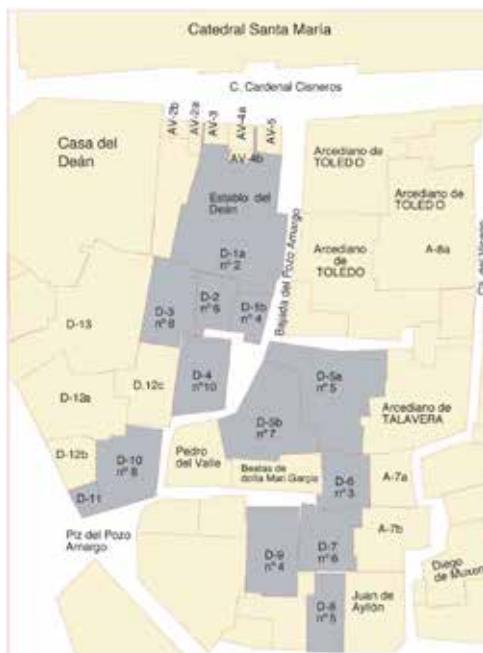 Catedral Santa María
C. Cardenal Cisneros
AV-2b
AV-2a
AV-3
AV-4a
AV-5
AV-4b
Casa del
Deán
Establo del
Deán
Arcediano de
TOLEDO
Arcediano de
TOLEDO
Arcediano de
TOLEDO
A-8a
D-1a
nº 2
Bajada del Pozo Amargo
D-3
nº 8
D-2
nº 6
D-1b
nº 4
D-13
D-4
nº10
D-5a
nº 5
D-12a
D.12c
D-5b
nº 7
Arcediano de
TALAVERA
D-12b
D-10
nº 8
Pedro
del Valle
Beatas de
doña Mari García
D-6
nº 3
A-7a
D-11
Plz del Pozo
Amargo
D-9
nº 4
D-7
nº 6
A-7b
Diego
de Muxen
D-8
nº 5
Juan de
Ayllón